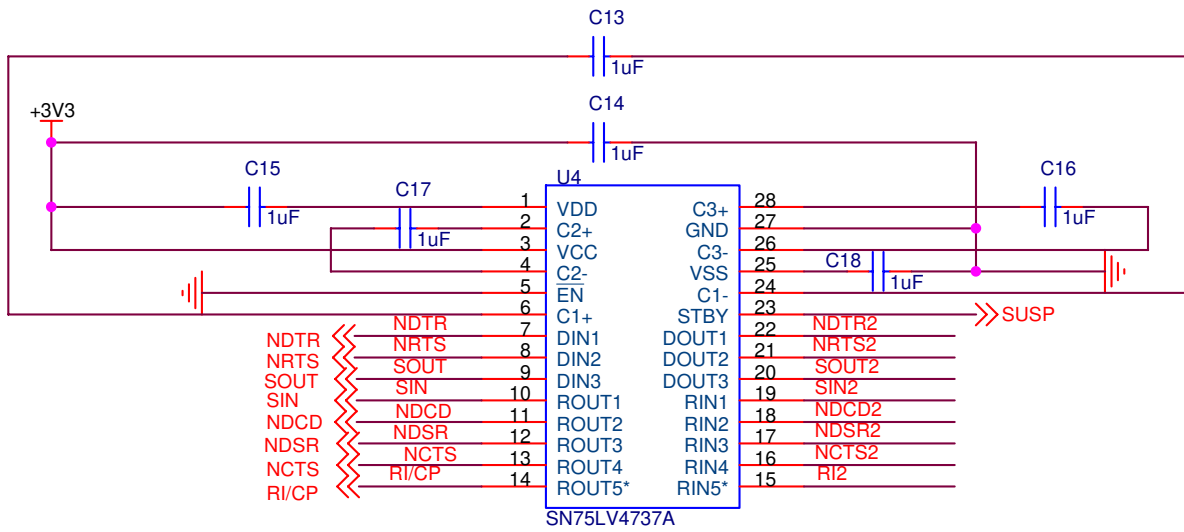 C13
1uF
+3V3
C14
1uF
C15
1uF
C17
1uF
U4
C16
1uF
C18
1uF
1 VDD C3+ 28
2 C2+ GND 27
3 VCC C3- 26
4 C2- VSS 25
5 EN C1- 24
6 C1+ STBY 23 SUSP
NDTR NDTR 7 DIN1 DOUT1 22 NDTR2
NRTS NRTS 8 DIN2 DOUT2 21 NRTS2
SOUT SOUT 9 DIN3 DOUT3 20 SOUT2
SIN SIN 10 ROUT1 RIN1 19 SIN2
NDCD NDCD 11 ROUT2 RIN2 18 NDCD2
NDSR NDSR 12 ROUT3 RIN3 17 NDSR2
NCTS NCTS 13 ROUT4 RIN4 16 NCTS2
RI/CP RI/CP 14 ROUT5* RIN5* 15 RI2
SN75LV4737A